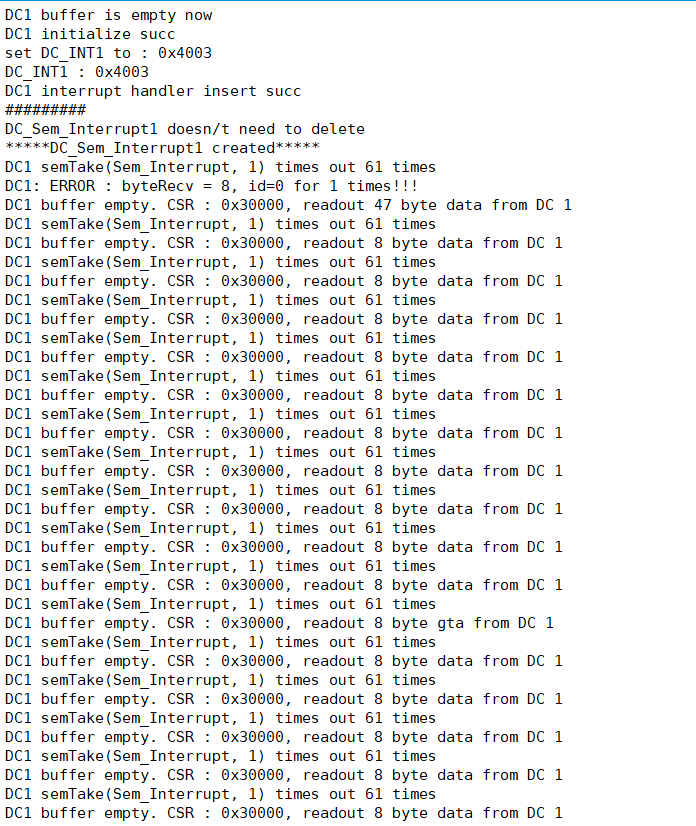 DC1 buffer is empty now
DC1 initialize succ
set DC_INT1 to : 0x4003
DC_INT1 : 0x4003
DC1 interrupt handler insert succ
#########
DC_Sem_Interrupt1 doesn/t need to delete
*****DC_Sem_Interrupt1 created*****
DC1 semTake(Sem_Interrupt, 1) times out 61 times
DC1: ERROR : byteRecv = 8, id=0 for 1 times!!!
DC1 buffer empty. CSR : 0x30000, readout 47 byte data from DC 1
DC1 semTake(Sem_Interrupt, 1) times out 61 times
DC1 buffer empty. CSR : 0x30000, readout 8 byte data from DC 1
DC1 semTake(Sem_Interrupt, 1) times out 61 times
DC1 buffer empty. CSR : 0x30000, readout 8 byte data from DC 1
DC1 semTake(Sem_Interrupt, 1) times out 61 times
DC1 buffer empty. CSR : 0x30000, readout 8 byte data from DC 1
DC1 semTake(Sem_Interrupt, 1) times out 61 times
DC1 buffer empty. CSR : 0x30000, readout 8 byte data from DC 1
DC1 semTake(Sem_Interrupt, 1) times out 61 times
DC1 buffer empty. CSR : 0x30000, readout 8 byte data from DC 1
DC1 semTake(Sem_Interrupt, 1) times out 61 times
DC1 buffer empty. CSR : 0x30000, readout 8 byte data from DC 1
DC1 semTake(Sem_Interrupt, 1) times out 61 times
DC1 buffer empty. CSR : 0x30000, readout 8 byte data from DC 1
DC1 semTake(Sem_Interrupt, 1) times out 61 times
DC1 buffer empty. CSR : 0x30000, readout 8 byte data from DC 1
DC1 semTake(Sem_Interrupt, 1) times out 61 times
DC1 buffer empty. CSR : 0x30000, readout 8 byte data from DC 1
DC1 semTake(Sem_Interrupt, 1) times out 61 times
DC1 buffer empty. CSR : 0x30000, readout 8 byte data from DC 1
DC1 semTake(Sem_Interrupt, 1) times out 61 times
DC1 buffer empty. CSR : 0x30000, readout 8 byte gta from DC 1
DC1 semTake(Sem_Interrupt, 1) times out 61 times
DC1 buffer empty. CSR : 0x30000, readout 8 byte data from DC 1
DC1 semTake(Sem_Interrupt, 1) times out 61 times
DC1 buffer empty. CSR : 0x30000, readout 8 byte data from DC 1
DC1 semTake(Sem_Interrupt, 1) times out 61 times
DC1 buffer empty. CSR : 0x30000, readout 8 byte data from DC 1
DC1 semTake(Sem_Interrupt, 1) times out 61 times
DC1 buffer empty. CSR : 0x30000, readout 8 byte data from DC 1
DC1 semTake(Sem_Interrupt, 1) times out 61 times
DC1 buffer empty. CSR : 0x30000, readout 8 byte data from DC 1